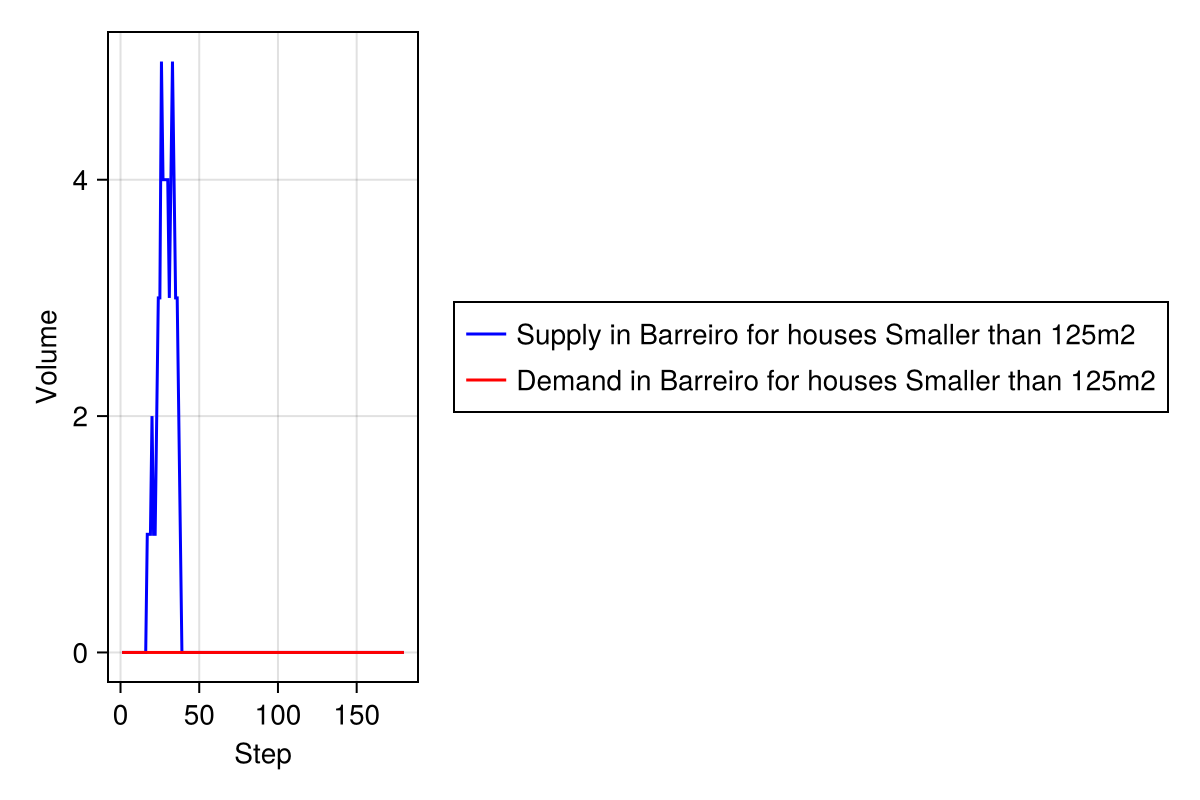 Volume
4
2
0
0 50 100 150
Step
Supply in Barreiro for houses Smaller than 125m2
Demand in Barreiro for houses Smaller than 125m2